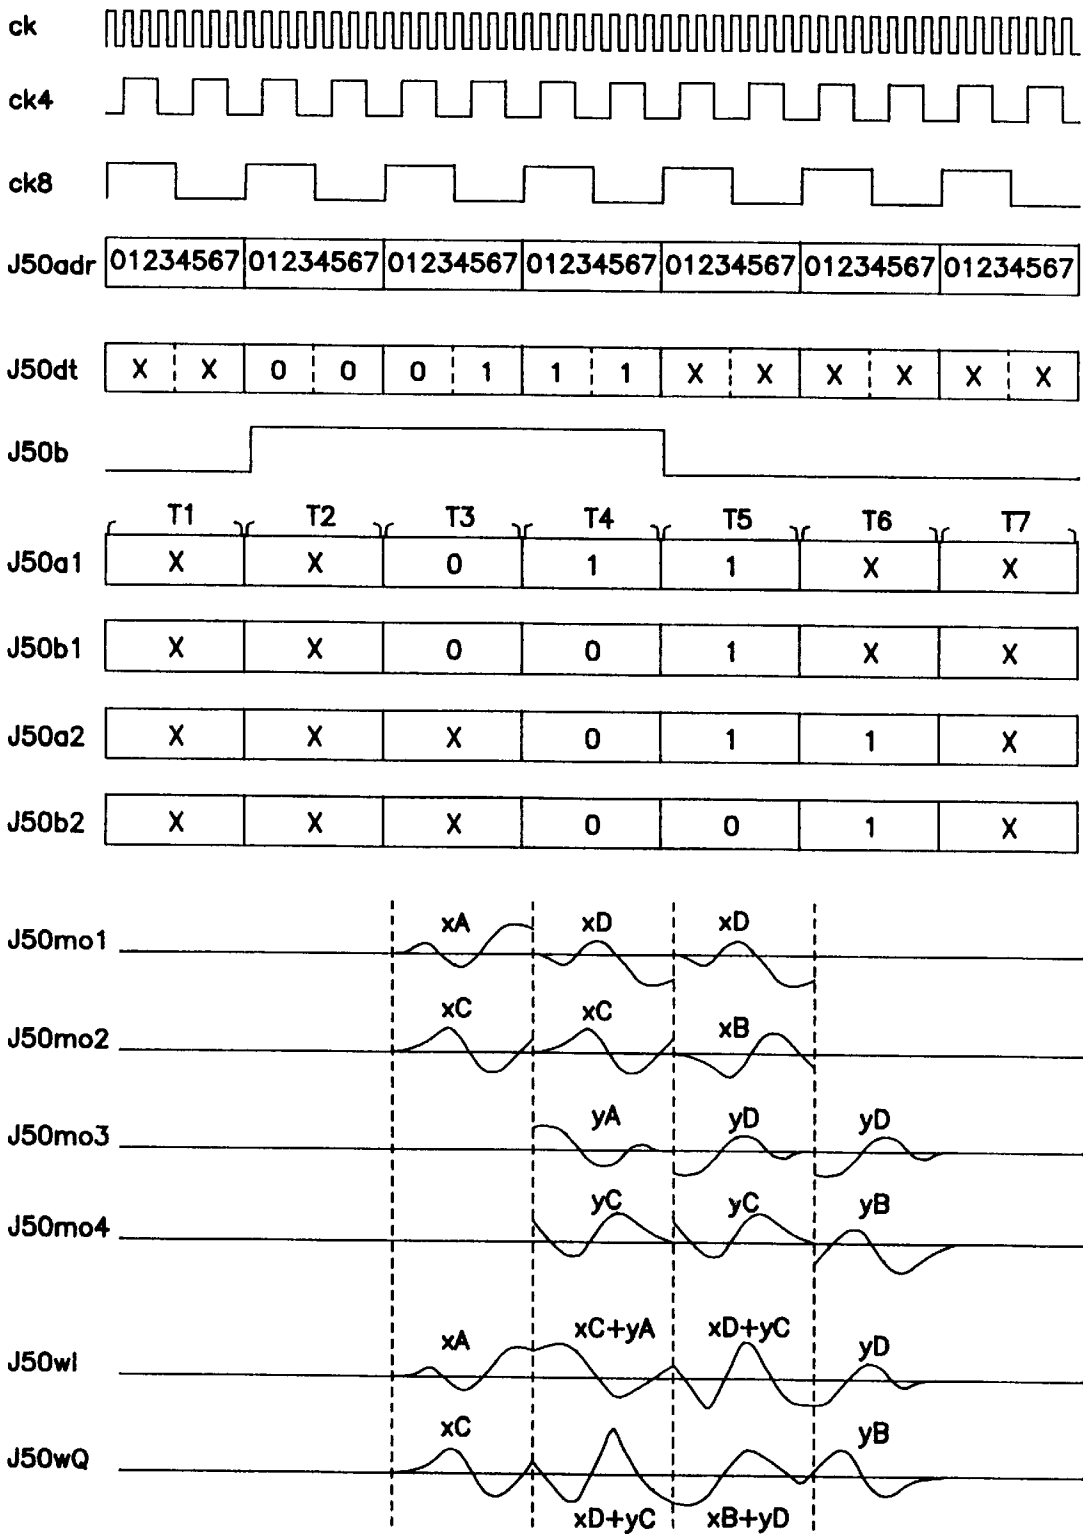 ck
ck4
ck8
J50adr 01234567 01234567 01234567 01234567 01234567 01234567 01234567
J50dt X X 0 0 0 1 1 1 X X X X X X
J50b
T1 T2 T3 T4 T5 T6 T7
J50a1 X X 0 1 1 X X
J50b1 X X 0 0 1 X X
J50a2 X X X 0 1 1 X
J50b2 X X X 0 0 1 X
J50mo1 xA xD xD
J50mo2 xC xC xB
J50mo3 yA yD yD
J50mo4 yC yC yB
J50wI xA xC+yA xD+yC yD
J50wQ xC xD+yC xB+yD yB